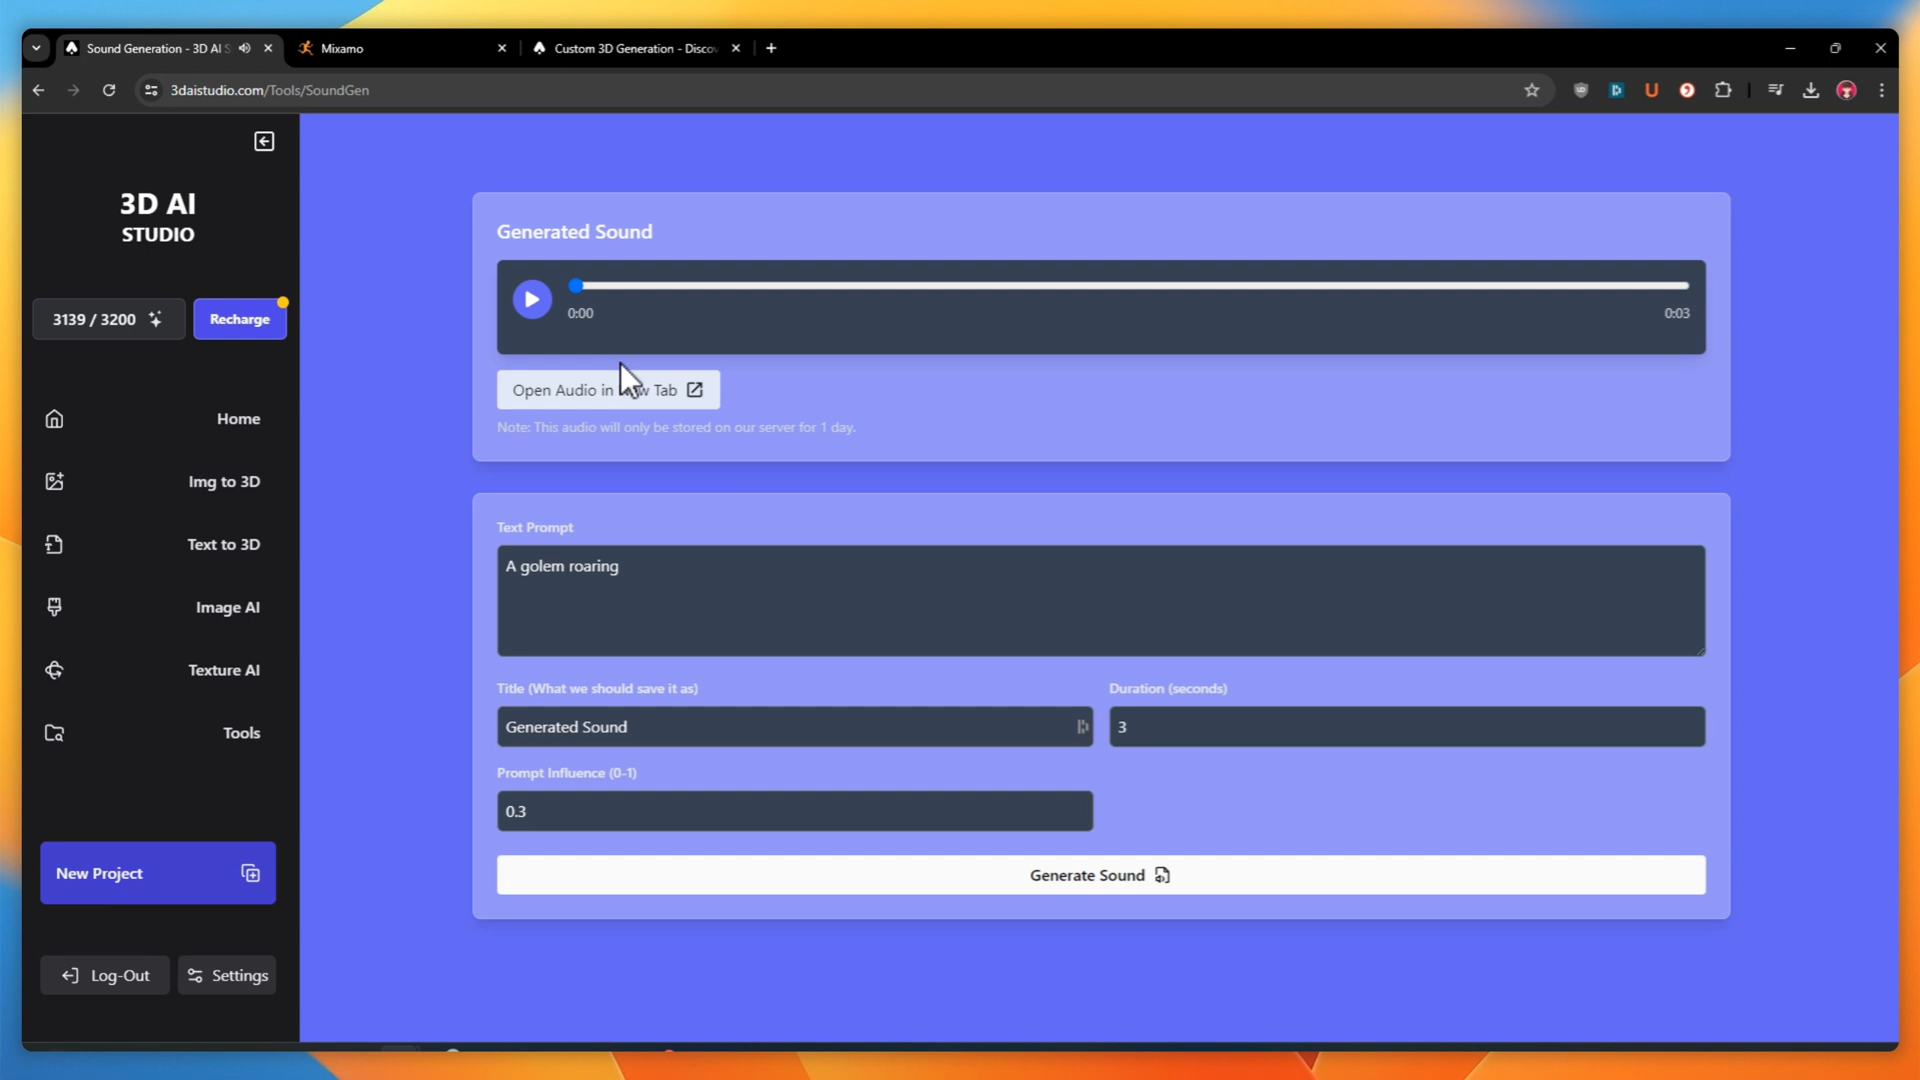 Sound Generation - 3D AI S
Mixamo
Custom 3D Generation - Discov
3daistudio.com/Tools/SoundGen
3D AI
STUDIO
3139 / 3200
Recharge
Home
Img to 3D
Text to 3D
Image AI
Texture AI
Tools
New Project
Log-Out
Settings
Generated Sound
0:00
0:03
Open Audio in Tab
Note: This audio will only be stored on our server for 1 day.
Text Prompt
A golem roaring
Title (What we should save it as)
Duration (seconds)
Generated Sound
3
Prompt Influence (0-1)
0.3
Generate Sound